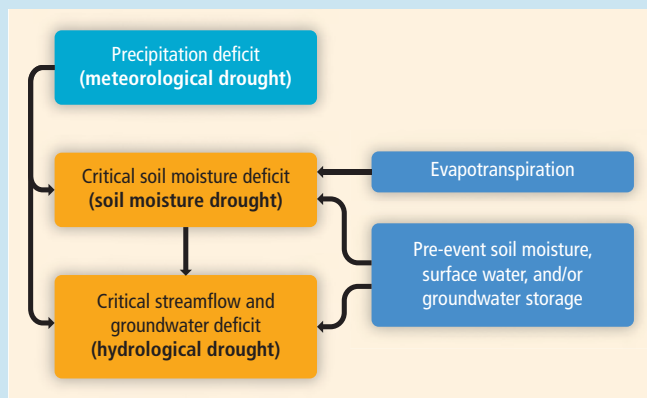 Precipitation deficit
(meteorological drought)
Critical soil moisture deficit
(soil moisture drought)
Evapotranspiration
Pre-event soil moisture,
surface water, and/or
groundwater storage
Critical streamflow and
groundwater deficit
(hydrological drought)